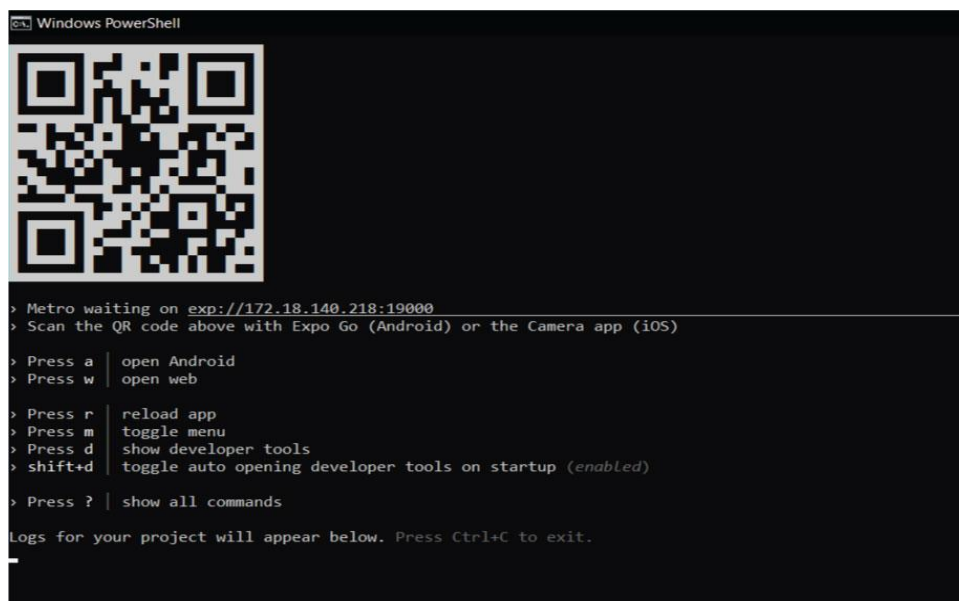 Windows PowerShell
› Metro waiting on exp://172.18.140.218:19000
› Scan the QR code above with Expo Go (Android) or the Camera app (iOS)
› Press a │ open Android
› Press w │ open web
› Press r │ reload app
› Press m │ toggle menu
› Press d │ show developer tools
› shift+d │ toggle auto opening developer tools on startup (enabled)
› Press ? │ show all commands
Logs for your project will appear below. Press Ctrl+C to exit.